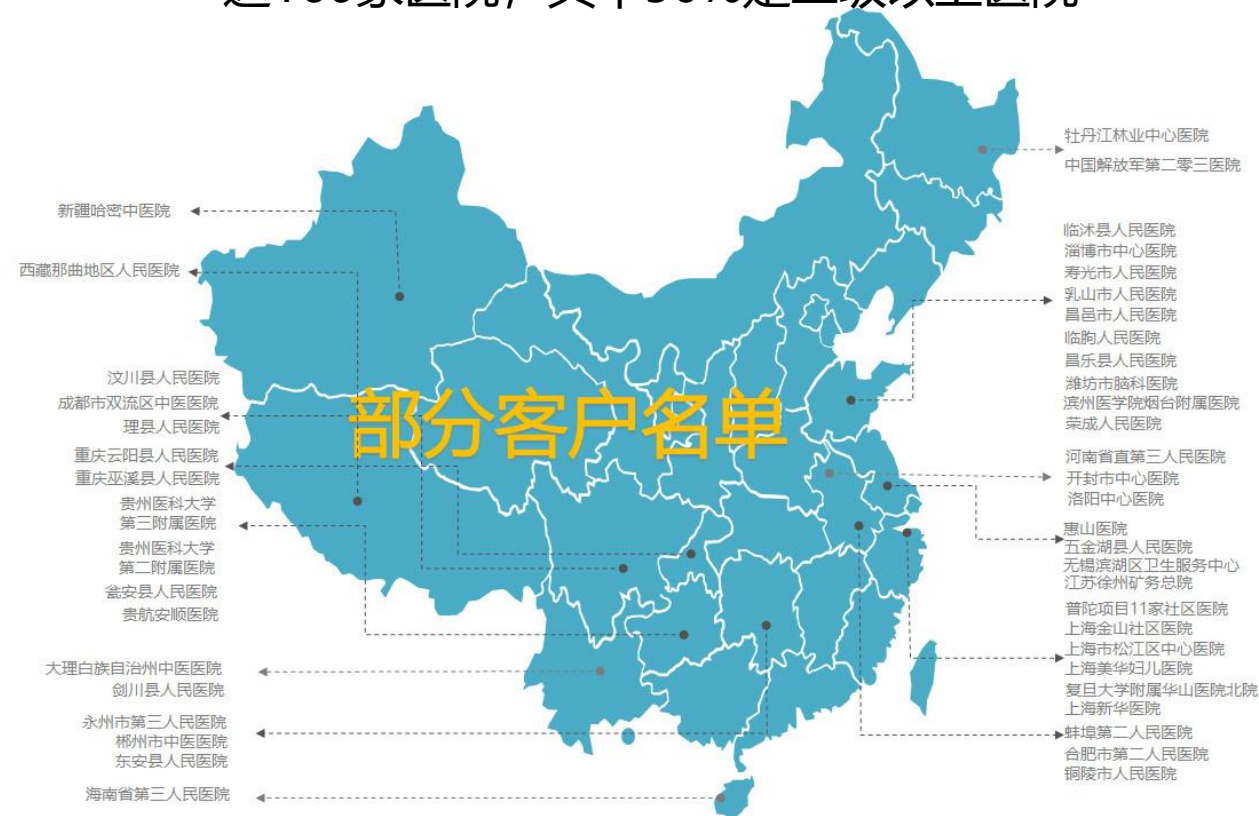 近100家医院，其中50%是三级以上医院
新疆哈密中医院
西藏那曲地区人民医院
汶川县人民医院
成都市双流区中医医院
理县人民医院
重庆云阳县人民医院
重庆巫溪县人民医院
贵州医科大学
第三附属医院
贵州医科大学
第二附属医院
瓮安县人民医院
贵航安顺医院
大理白族自治州中医医院
剑川县人民医院
永州市第三人民医院
郴州市中医医院
东安县人民医院
海南省第三人民医院
部分客户名单
牡丹江林业中心医院
中国解放军第二零三医院
临沭县人民医院
淄博市中心医院
寿光市人民医院
乳山市人民医院
昌邑市人民医院
临朐人民医院
昌乐县人民医院
潍坊市脑科医院
滨州医学院烟台附属医院
荣成人民医院
河南省直第三人民医院
开封市中心医院
洛阳中心医院
惠山医院
五金湖县人民医院
无锡滨湖区卫生服务中心
江苏徐州矿务总院
普陀项目11家社区医院
上海金山社区医院
上海市松江区中心医院
上海美华妇儿医院
复旦大学附属华山医院北院
上海新华医院
蚌埠第二人民医院
合肥市第二人民医院
铜陵市人民医院